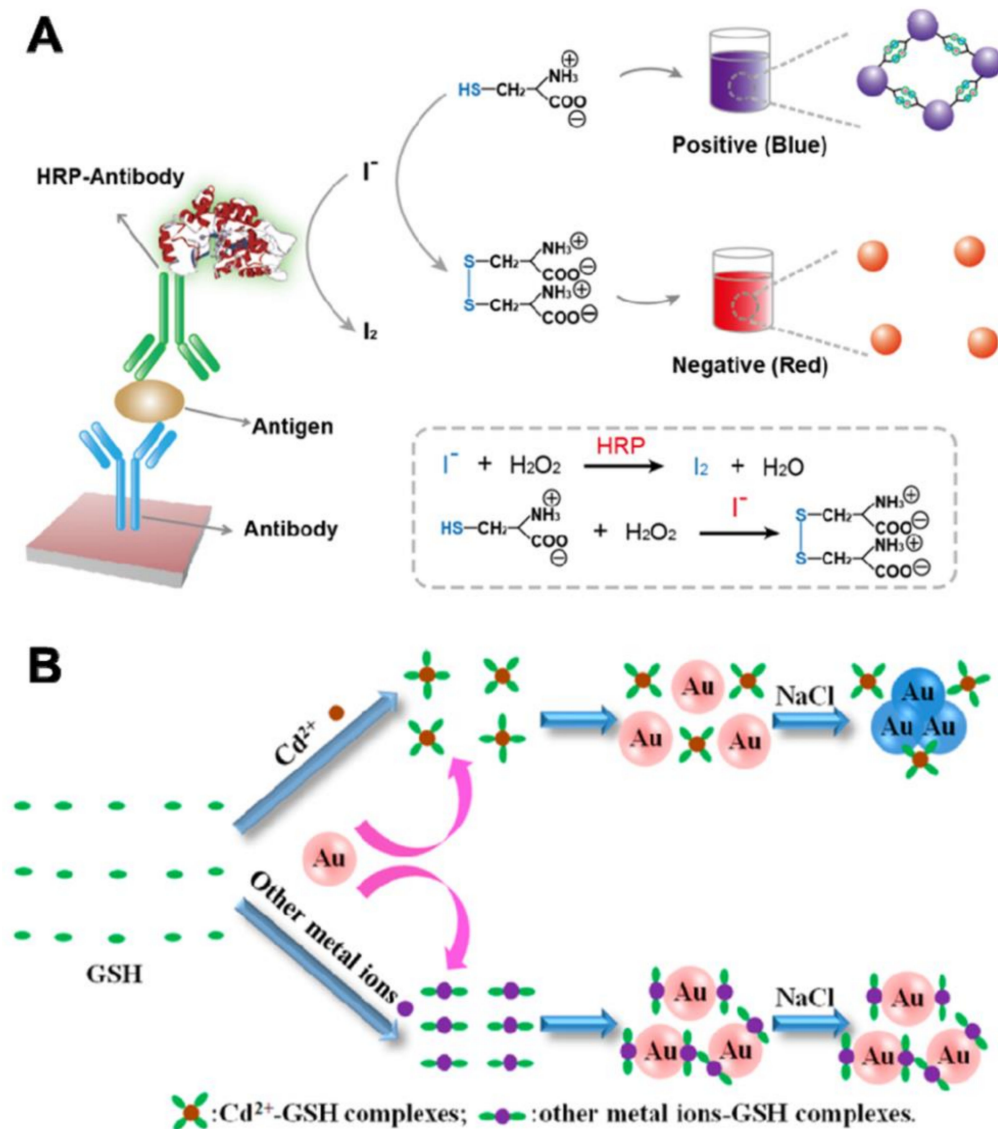 A
HS—CH₂ NH₃⊕
COO⊖
Positive (Blue)
HRP-Antibody
I⁻
I₂
S—CH₂ NH₃⊕
COO⊖
NH₃⊕
S—CH₂ COO⊖
Negative (Red)
Antigen
Antibody
I⁻ + H₂O₂ HRP I₂ + H₂O
HS—CH₂ NH₃⊕
COO⊖
+ H₂O₂ I⁻
S—CH₂ NH₃⊕
COO⊖
NH₃⊕
S—CH₂ COO⊖
B
Cd²⁺
Au
Au Au
NaCl
Au
Au Au
Au
Other metal ions
GSH
Au
Au Au
NaCl
Au
Au Au
:Cd²⁺-GSH complexes; :other metal ions-GSH complexes.